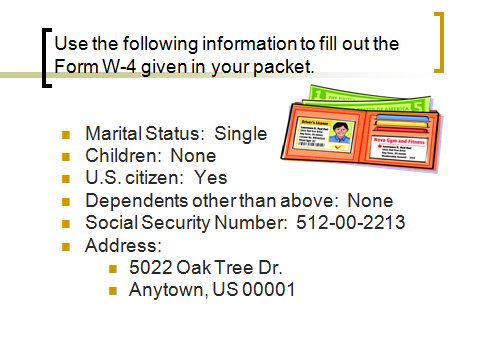 Use the following information to fill out the
Form W-4 given in your packet.
Marital Status: Single
Children: None
U.S. citizen: Yes
Dependents other than above: None
Social Security Number: 512-00-2213
Address:
5022 Oak Tree Dr.
Anytown, US 00001
Driver's License